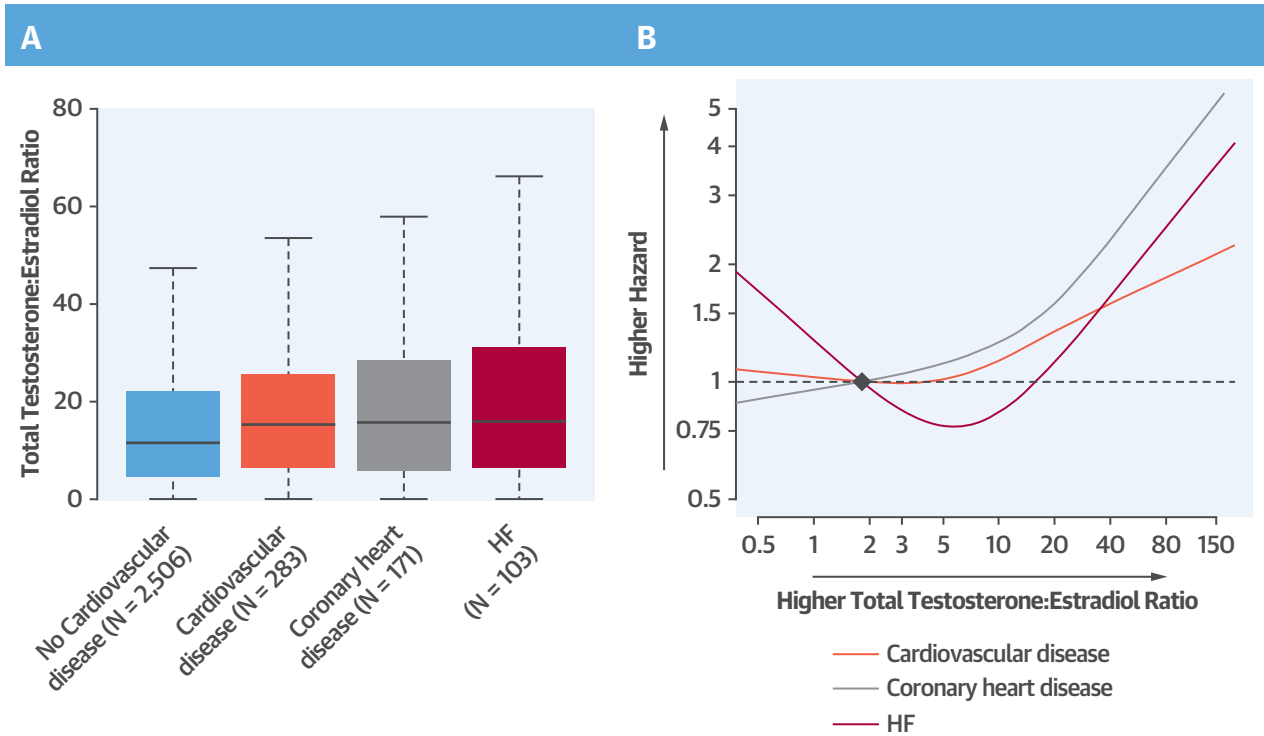 A
B
Total Testosterone:Estradiol Ratio
80
60
40
20
0
No Cardiovascular
disease (N = 2,506)
Cardiovascular
disease (N = 283)
Coronary heart
disease (N = 171)
HF
(N = 103)
Higher Hazard
5
4
3
2
1.5
1
0.75
0.5
0.5 1 2 3 5 10 20 40 80 150
Higher Total Testosterone:Estradiol Ratio
Cardiovascular disease
Coronary heart disease
HF